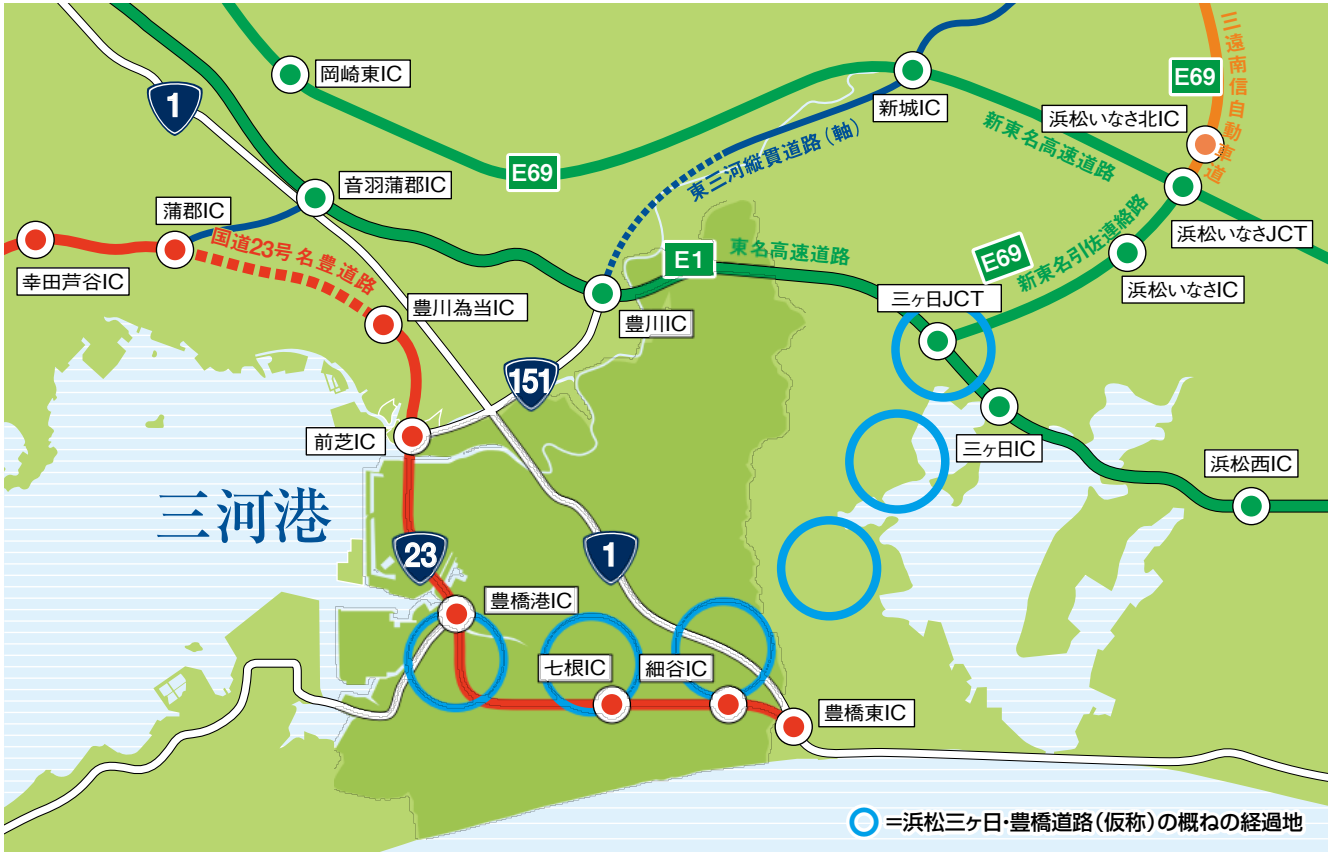 岡崎東IC
1
E69
新城IC
東三河縦貫道路(軸)
新東名高速道路
浜松いなさ北IC
E69
三遠南信自動車道
浜松いなさJCT
浜松いなさIC
新東名引佐連絡路
E69
音羽蒲郡IC
蒲郡IC
国道23号名豊道路
幸田芦谷IC
豊川為当IC
豊川IC
E1
東名高速道路
三ヶ日JCT
三ヶ日IC
浜松西IC
151
前芝IC
三河港
23
1
豊橋港IC
七根IC
細谷IC
豊橋東IC
=浜松三ヶ日・豊橋道路(仮称)の概ねの経過地